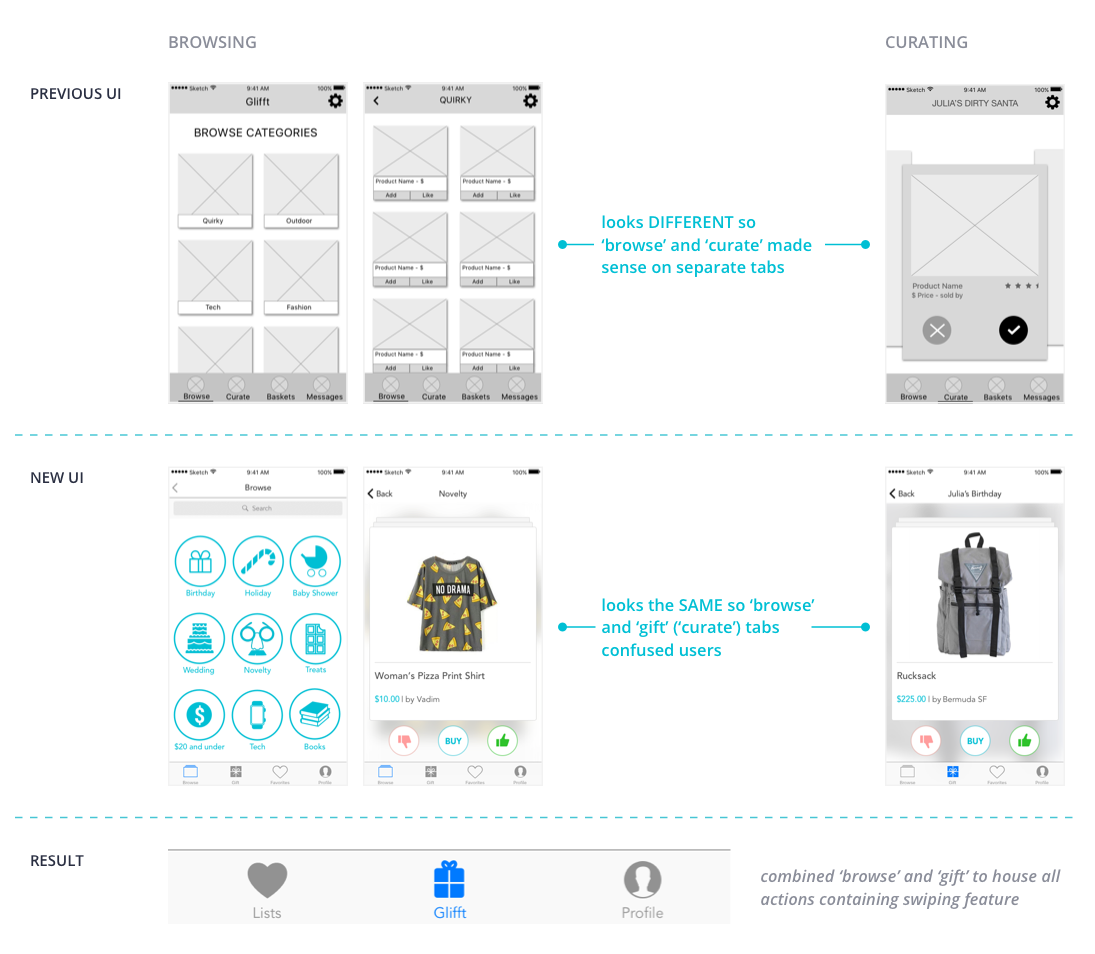 BROWSING
CURATING
PREVIOUS UI
Sketch 9:41 AM 100%
Glifft
BROWSE CATEGORIES
Quirky
Outdoor
Tech
Fashion
Browse Curate Baskets Messages
Sketch 9:41 AM 100%
QUIRKY
Product Name - $ Product Name - $
Add Like Add Like
Product Name - $ Product Name - $
Add Like Add Like
Product Name - $ Product Name - $
Add Like Add Like
Browse Curate Baskets Messages
looks DIFFERENT so
‘browse’ and ‘curate’ made
sense on separate tabs
Sketch 9:41 AM 100%
JULIA'S DIRTY SANTA
Product Name
$ Price - sold by
Browse Curate Baskets Messages
NEW UI
Sketch 9:41 AM 100%
Browse
Search
Birthday Holiday Baby Shower
Wedding Novelty Treats
$20 and under Tech Books
Browse Gift Favorites Profile
Sketch 9:41 AM 100%
Back Novelty
NO DRAMA
Woman's Pizza Print Shirt
$10.00 | by Vadim
BUY
Browse Gift Favorites Profile
looks the SAME so ‘browse’
and ‘gift’ (‘curate’) tabs
confused users
Sketch 9:41 AM 100%
Back Julia's Birthday
Rucksack
$225.00 | by Bermuda SF
BUY
Browse Gift Favorites Profile
RESULT
Lists Glifft Profile
combined ‘browse’ and ‘gift’ to house all
actions containing swiping feature